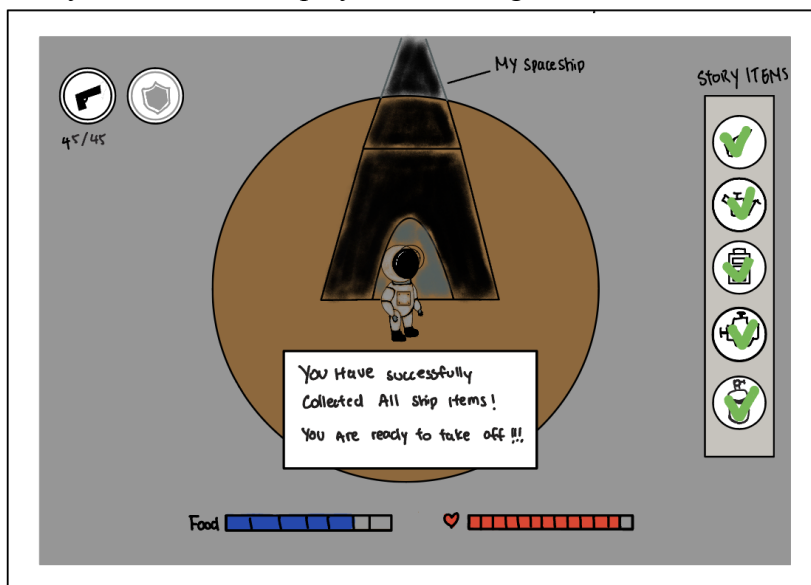 My spaceship
STORY ITEMS
45/45
You Have successfully
Collected All ship items!
You Are ready to take off !!!
Food